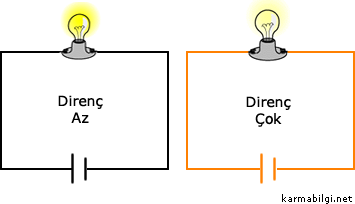 Direnç
Az
Direnç
Çok
karmabilgi.net